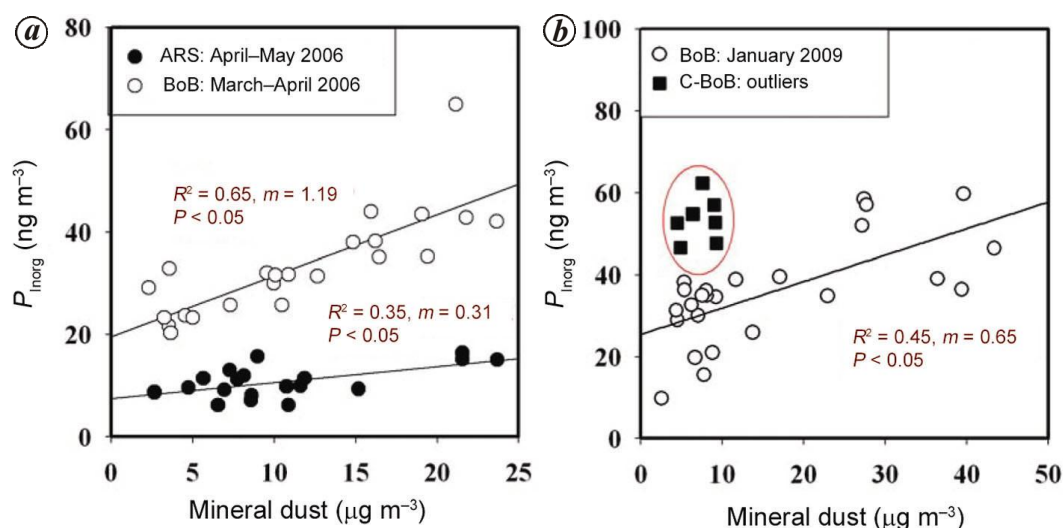 a
ARS: April–May 2006
BoB: March–April 2006
P_Inorg (ng m⁻³)
80
60
40
20
0
R² = 0.65, m = 1.19
P < 0.05
R² = 0.35, m = 0.31
P < 0.05
0 5 10 15 20 25
Mineral dust (µg m⁻³)
b
BoB: January 2009
C-BoB: outliers
P_Inorg (ng m⁻³)
100
80
60
40
20
0
R² = 0.45, m = 0.65
P < 0.05
0 10 20 30 40 50
Mineral dust (µg m⁻³)